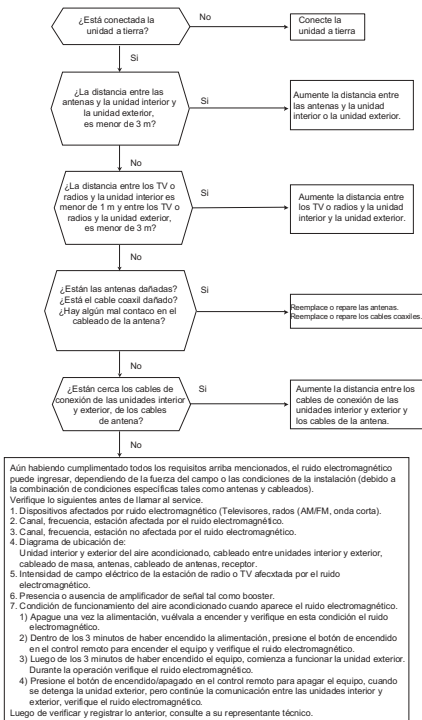 ¿Está conectada la
unidad a tierra?
No
Conecte la
unidad a tierra
Si
¿La distancia entre las
antenas y la unidad interior y
la unidad exterior,
es menor de 3 m?
Si
Aumente la distancia entre
las antenas y la unidad
interior o la unidad exterior.
No
¿La distancia entre los TV o
radios y la unidad interior es
menor de 1 m y entre los TV o
radios y la unidad exterior,
es menor de 3 m?
Si
Aumente la distancia entre
los TV o radios y la unidad
interior y la unidad exterior.
No
¿Están las antenas dañadas?
¿Está el cable coaxil dañado?
¿Hay algún mal contaco en el
cableado de la antena?
Si
Reemplace o repare las antenas.
Reemplace o repare los cables coaxiles.
No
¿Están cerca los cables de
conexión de las unidades interior
y exterior, de los cables
de antena?
Si
Aumente la distancia entre los
cables de conexión de las
unidades interior y exterior y
los cables de la antena.
No
Aún habiendo cumplimentado todos los requisitos arriba mencionados, el ruido electromagnético
puede ingresar, dependiendo de la fuerza del campo o las condiciones de la instalación (debido a
la combinación de condiciones específicas tales como antenas y cableados).
Verifique lo siguientes antes de llamar al service.
1. Dispositivos afectados por ruido electromagnético (Televisores, rados (AM/FM, onda corta).
2. Canal, frecuencia, estación afectada por el ruido electromagnético.
3. Canal, frecuencia, estación no afectada por el ruido electromagnético.
4. Diagrama de ubicación de:
Unidad interior y exterior del aire acondicionado, cableado entre unidades interior y exterior,
cableado de masa, antenas, cableado de antenas, receptor.
5. Intensidad de campo eléctrico de la estación de radio o TV afecxtada por el ruido
electromagnético.
6. Presencia o ausencia de amplificador de señal tal como booster.
7. Condición de funcionamiento del aire acondicionado cuando aparece el ruido electromagnético.
1) Apague una vez la alimentación, vuélvala a encender y verifique en esta condición el ruido
electromagnético.
2) Dentro de los 3 minutos de haber encendido la alimentación, presione el botón de encendido
en el control remoto para encender el equipo y verifique el ruido electromagnético.
3) Luego de los 3 minutos de haber encendido el equipo, comienza a funcionar la unidad exterior.
Durante la operación verifique el ruido electromagnético.
4) Presione el botón de encendido/apagado en el control remoto para apagar el equipo, cuando
se detenga la unidad exterior, pero continúe la comunicación entre las unidades interior y
exterior, verifique el ruido electromagnético.
Luego de verificar y registrar lo anterior, consulte a su representante técnico.